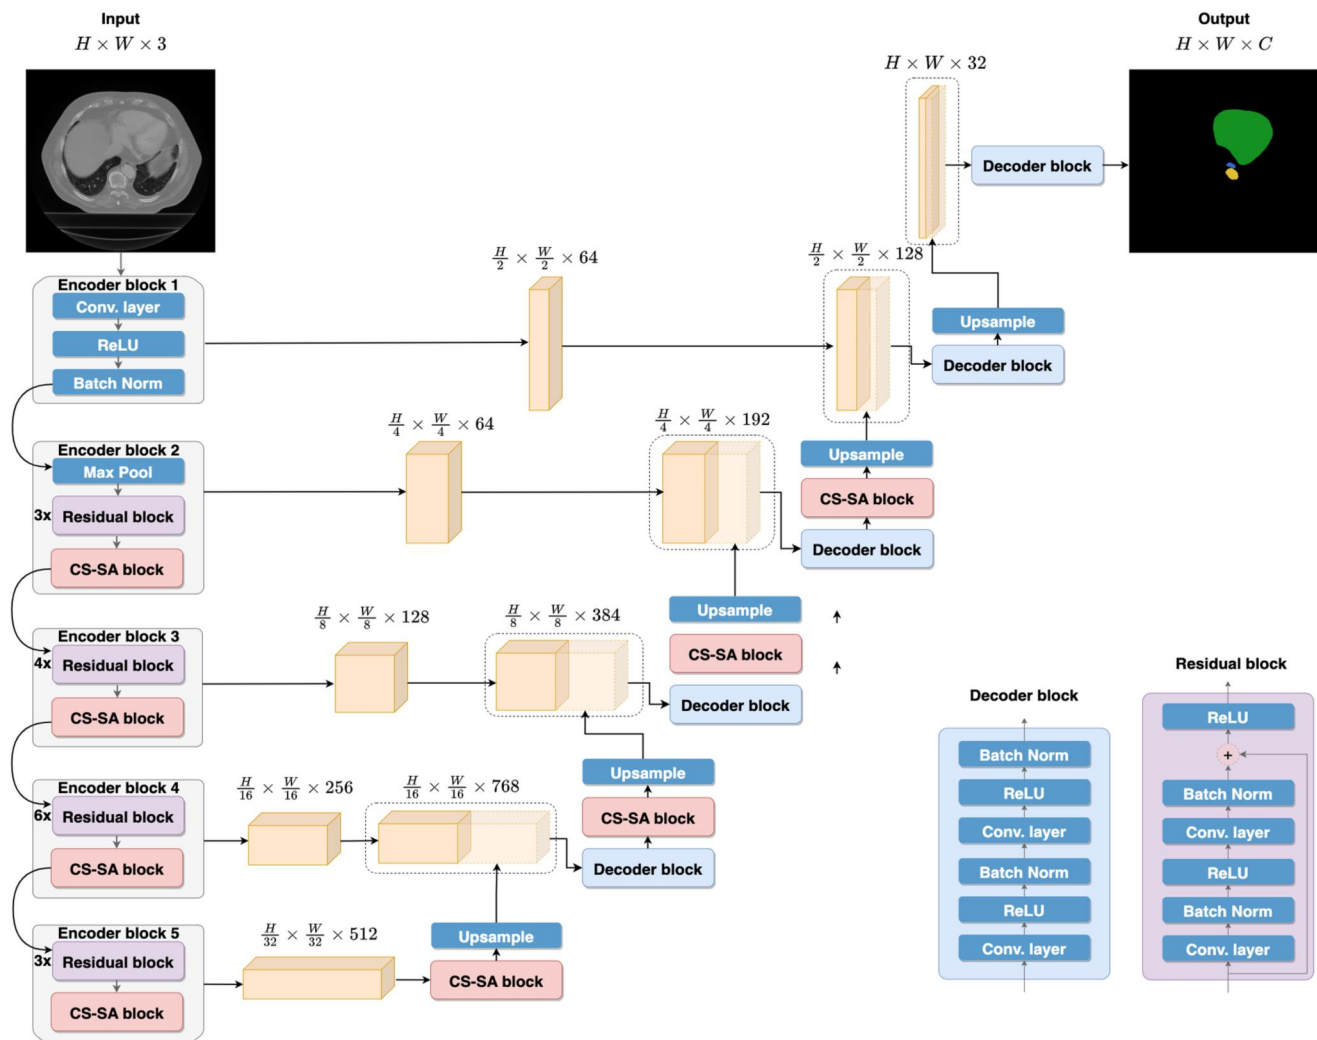 Input
H × W × 3
Output
H × W × C
H × W × 32
Decoder block
H/2 × W/2 × 64
H/2 × W/2 × 128
Encoder block 1
Conv. layer
ReLU
Batch Norm
Upsample
Decoder block
H/4 × W/4 × 64
H/4 × W/4 × 192
Encoder block 2
Max Pool
3x
Residual block
CS-SA block
Upsample
CS-SA block
Decoder block
H/8 × W/8 × 128
H/8 × W/8 × 384
Encoder block 3
4x
Residual block
CS-SA block
Upsample
CS-SA block
Decoder block
H/16 × W/16 × 256
H/16 × W/16 × 768
Encoder block 4
6x
Residual block
CS-SA block
Upsample
CS-SA block
Decoder block
H/32 × W/32 × 512
Encoder block 5
3x
Residual block
CS-SA block
Upsample
CS-SA block
Decoder block
Batch Norm
ReLU
Conv. layer
Batch Norm
ReLU
Conv. layer
Residual block
ReLU
+
Batch Norm
Conv. layer
ReLU
Batch Norm
Conv. layer